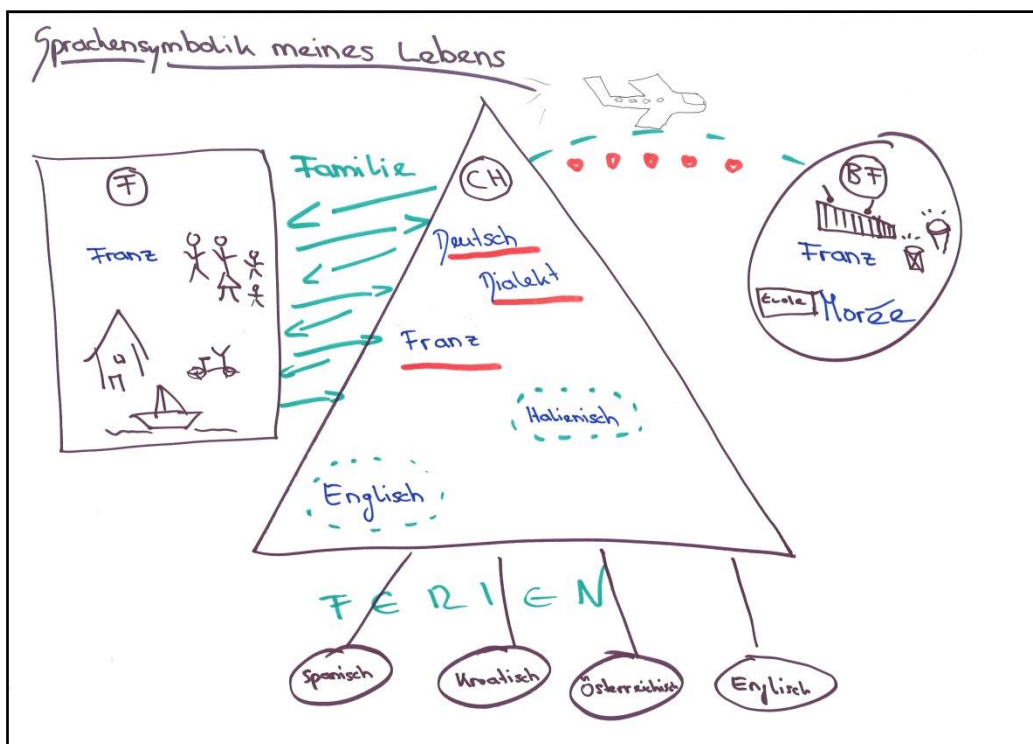 Sprachensymbolik meines Lebens
F
Franz
Familie
CH
Deutsch
Dialekt
Franz
Italienisch
Englisch
BF
Franz
École
Morée
FERIEN
Spanisch
Kroatisch
Österreichisch
Englisch